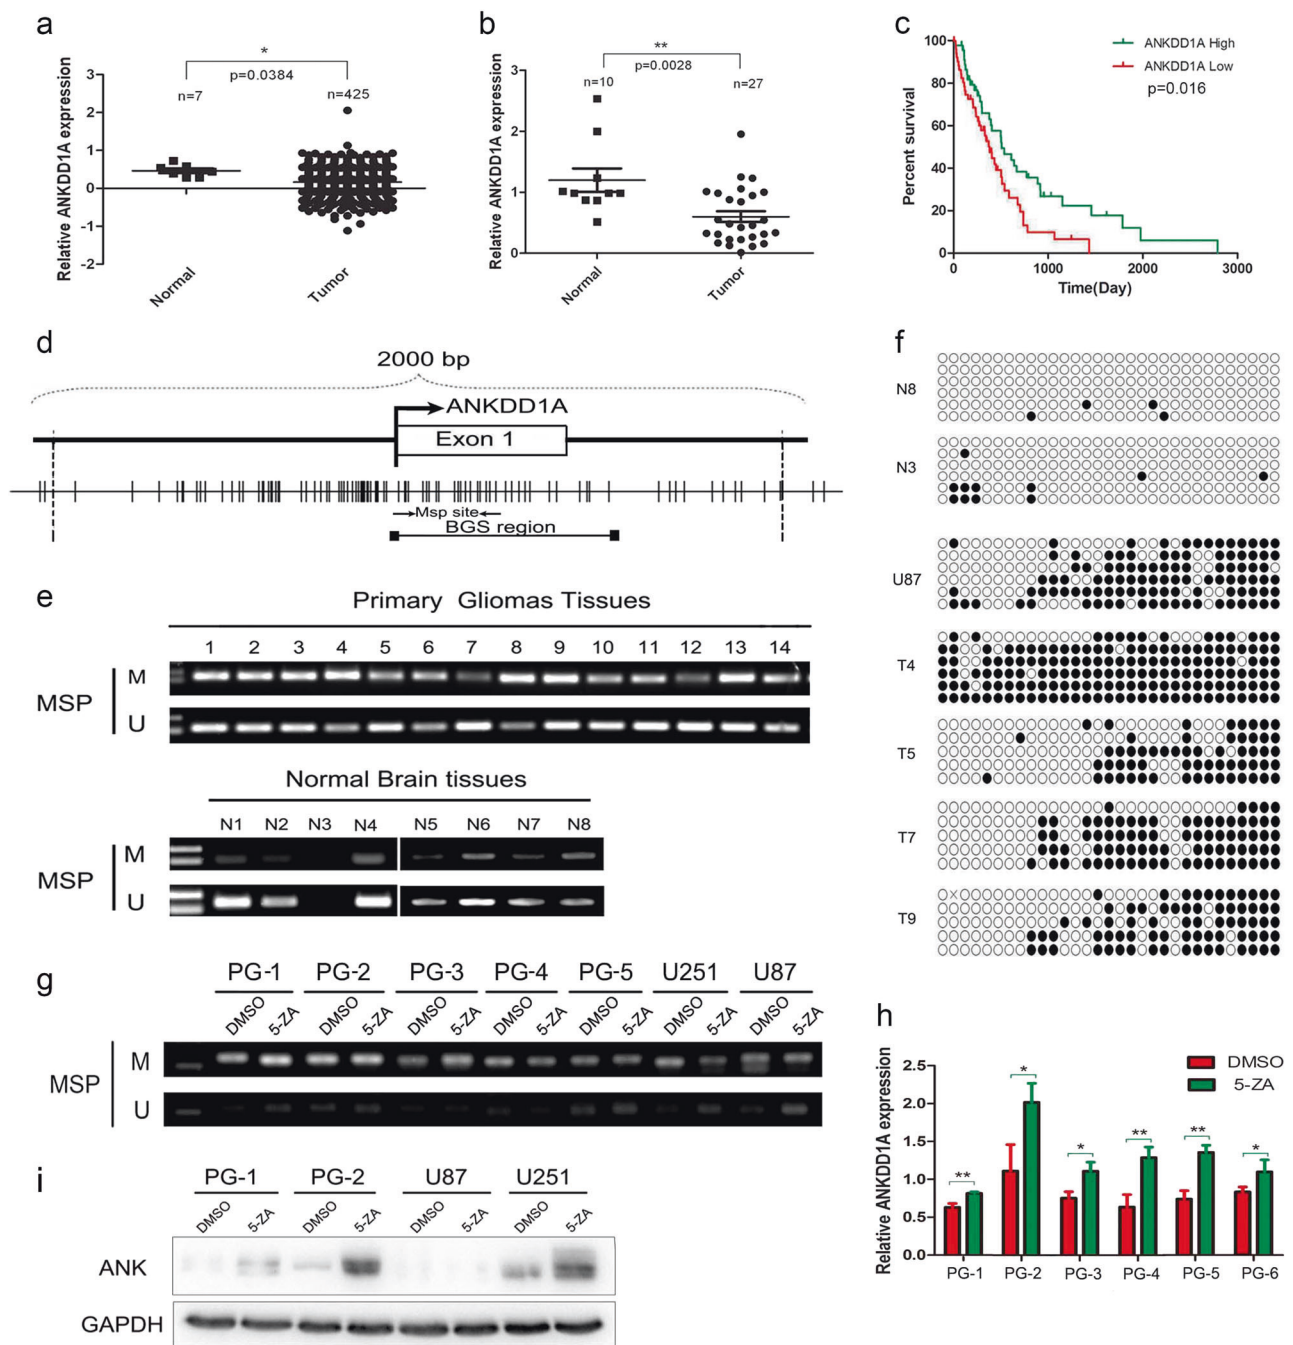 a
*
p=0.0384
n=7
n=425
Relative ANKDD1A expression
3
2
1
0
-1
-2
Normal
Tumor
b
**
p=0.0028
n=10
n=27
Relative ANKDD1A expression
3
2
1
0
Normal
Tumor
c
ANKDD1A High
ANKDD1A Low
p=0.016
Percent survival
100
80
60
40
20
0
0
1000
2000
3000
Time(Day)
d
2000 bp
ANKDD1A
Exon 1
Msp site
BGS region
e
Primary Gliomas Tissues
1 2 3 4 5 6 7 8 9 10 11 12 13 14
MSP
M
U
Normal Brain tissues
N1 N2 N3 N4 N5 N6 N7 N8
MSP
M
U
f
N8
N3
U87
T4
T5
T7
T9
g
PG-1 PG-2 PG-3 PG-4 PG-5 U251 U87
DMSO 5-ZA DMSO 5-ZA DMSO 5-ZA DMSO 5-ZA DMSO 5-ZA DMSO 5-ZA DMSO 5-ZA
MSP
M
U
h
DMSO
5-ZA
Relative ANKDD1A expression
2.5
2.0
1.5
1.0
0.5
0.0
**
*
*
**
**
*
PG-1 PG-2 PG-3 PG-4 PG-5 PG-6
i
PG-1 PG-2 U87 U251
DMSO 5-ZA DMSO 5-ZA DMSO 5-ZA DMSO 5-ZA
ANK
GAPDH